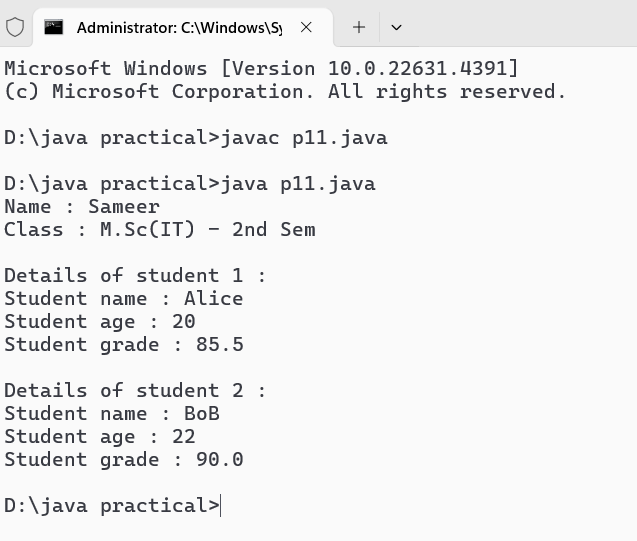 Administrator: C:\Windows\Sy
Microsoft Windows [Version 10.0.22631.4391]
(c) Microsoft Corporation. All rights reserved.
D:\java practical>javac p11.java
D:\java practical>java p11.java
Name : Sameer
Class : M.Sc(IT) - 2nd Sem
Details of student 1 :
Student name : Alice
Student age : 20
Student grade : 85.5
Details of student 2 :
Student name : BoB
Student age : 22
Student grade : 90.0
D:\java practical>